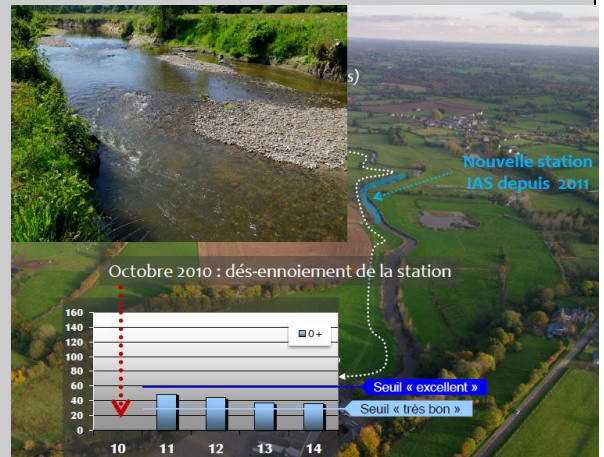 s)
Nouvelle station
IAS depuis 2011
Octobre 2010 : dés-ennoiement de la station
160
140
120
100
80
60
40
20
0
0+
Seuil « excellent »
Seuil « très bon »
10 11 12 13 14